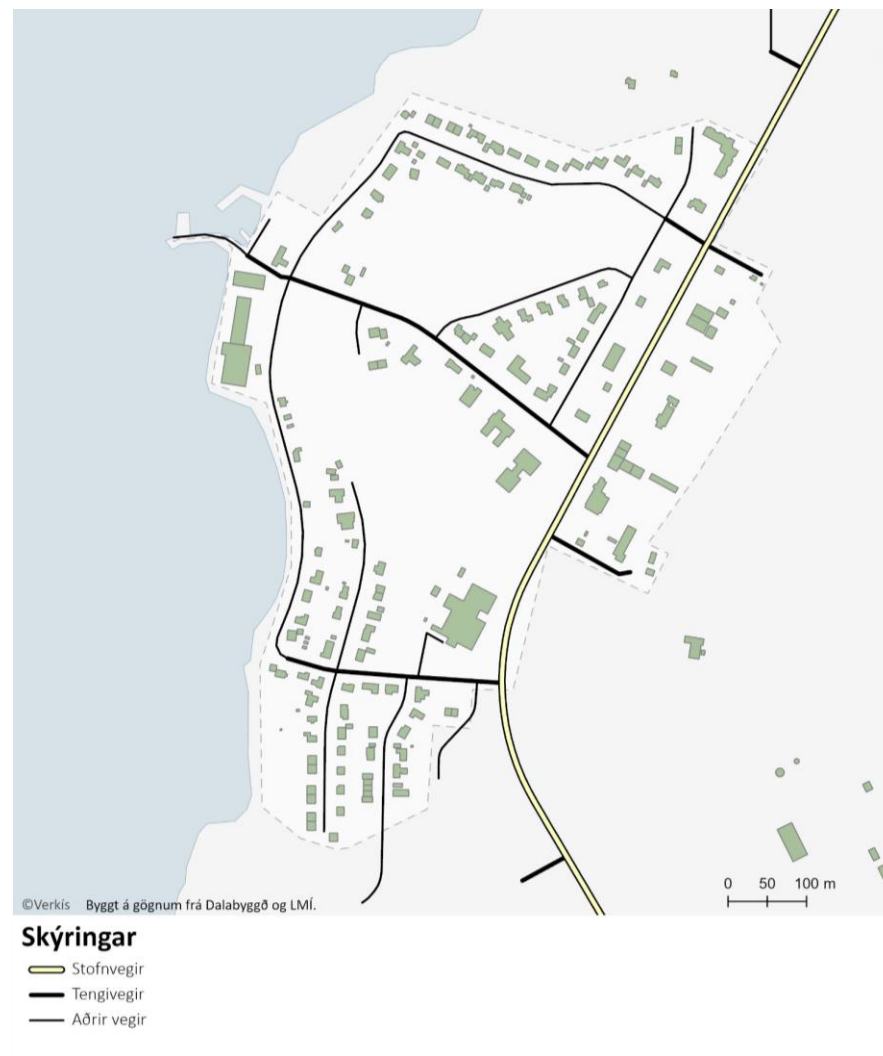 0 50 100 m
©Verkís Byggt á gögnum frá Dalabyggð og LMÍ.
Skýringar
Stofnvegir
Tengivegir
Aðrir vegir